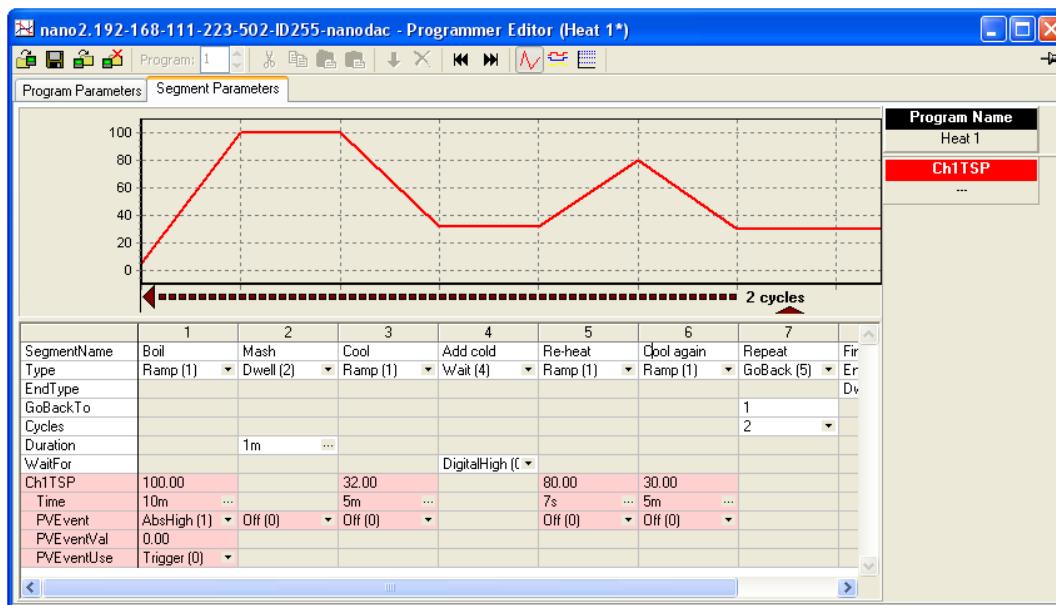 nano2.192-168-111-223-502-ID255-nanodac - Programmer Editor (Heat 1*)
Program: 1
Program Parameters Segment Parameters
Program Name
Heat 1
Ch1TSP
---
100
80
60
40
20
0
2 cycles
1 2 3 4 5 6 7
SegmentName Boil Mash Cool Add cold Re-heat Cool again Repeat Fin
Type Ramp (1) Dwell (2) Ramp (1) Wait (4) Ramp (1) Ramp (1) GoBack (5)
EndType
GoBackTo 1
Cycles 2
Duration 1m ...
WaitFor DigitalHigh (
Ch1TSP 100.00 32.00 80.00 30.00
Time 10m ... 5m ... 7s ... 5m ...
PVEvent AbsHigh (1) Off (0) Off (0) Off (0) Off (0)
PVEventVal 0.00
PVEventUse Trigger (0)